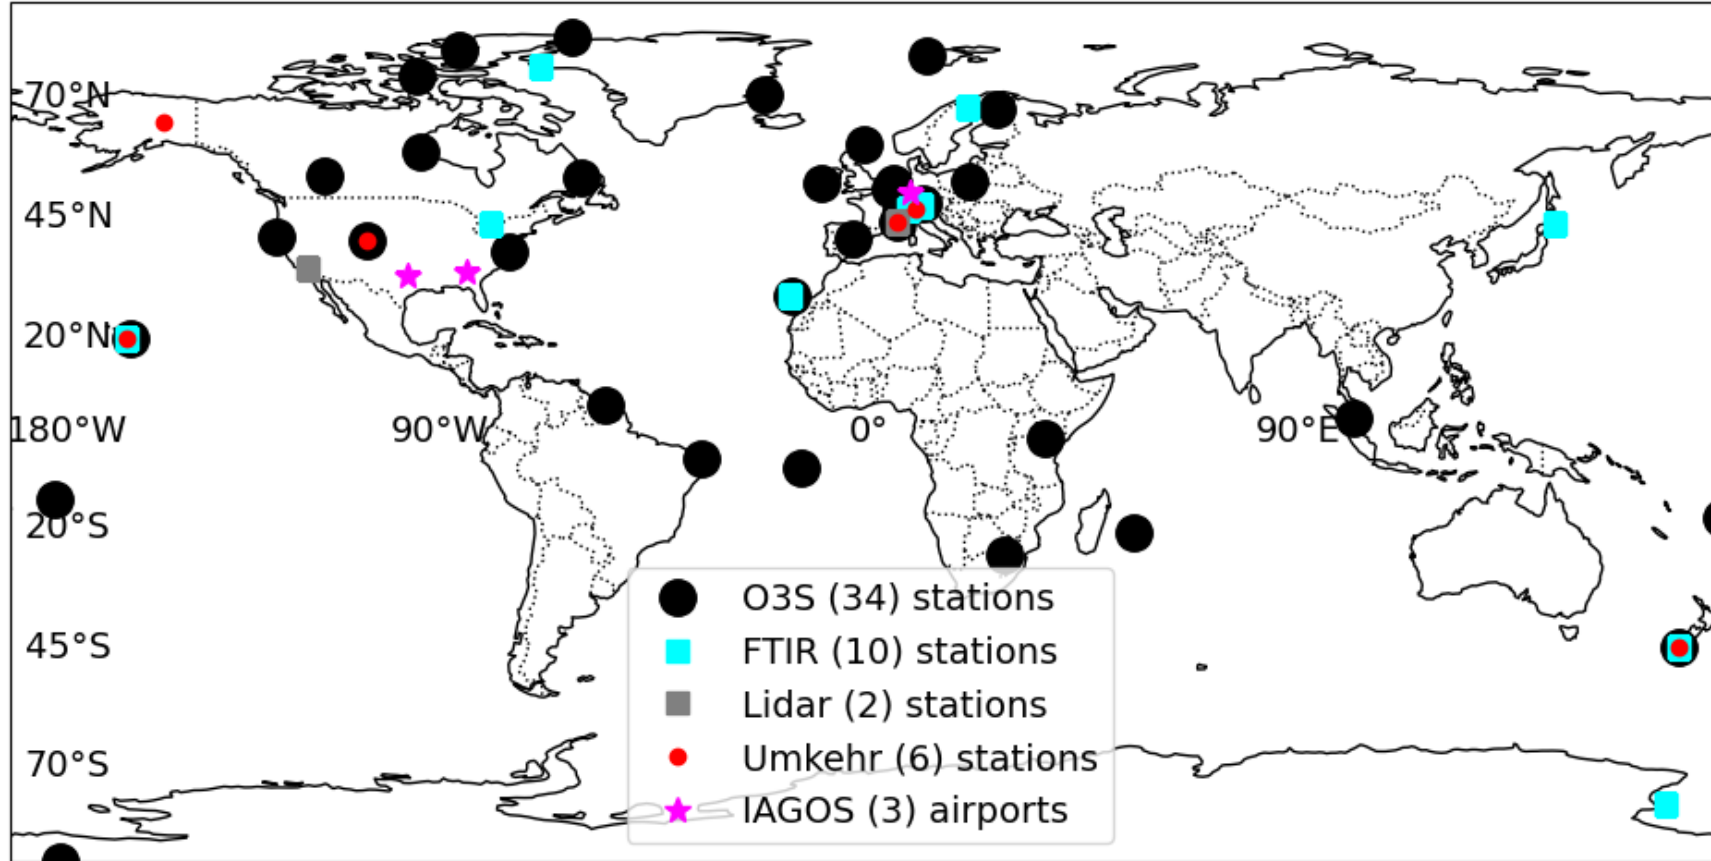 70°N
45°N
20°N
180°W 90°W 0° 90°E
20°S
45°S
70°S
O3S (34) stations
FTIR (10) stations
Lidar (2) stations
Umkehr (6) stations
IAGOS (3) airports